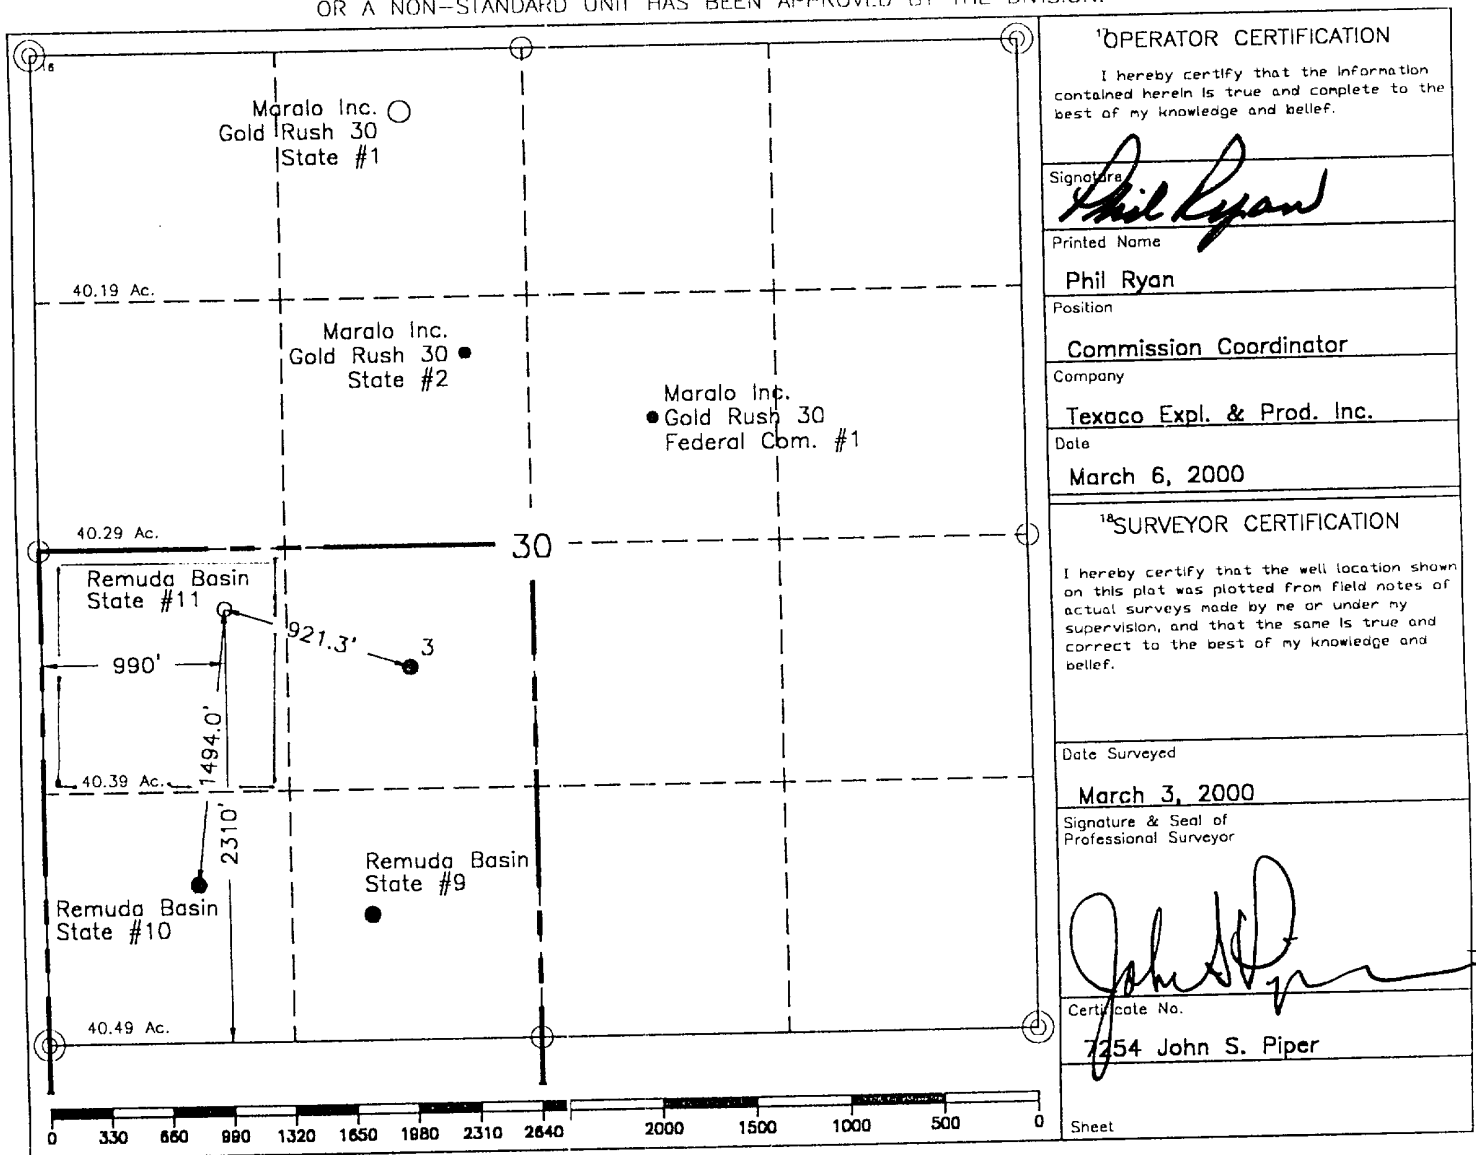 OR A NON-STANDARD UNIT HAS BEEN APPROVED BY THE DIVISION.
16
Maralo Inc.
Gold Rush 30
State #1
40.19 Ac.
Maralo Inc.
Gold Rush 30
State #2
Maralo Inc.
Gold Rush 30
Federal Com. #1
40.29 Ac.
30
Remuda Basin
State #11
921.3'
3
990'
1494.0'
2310'
40.39 Ac.
Remuda Basin
State #9
Remuda Basin
State #10
40.49 Ac.
0 330 660 990 1320 1650 1980 2310 2640 2000 1500 1000 500 0
17 OPERATOR CERTIFICATION
I hereby certify that the information
contained herein is true and complete to the
best of my knowledge and belief.
Signature
Phil Ryan
Printed Name
Phil Ryan
Position
Commission Coordinator
Company
Texaco Expl. & Prod. Inc.
Date
March 6, 2000
18 SURVEYOR CERTIFICATION
I hereby certify that the well location shown
on this plat was plotted from field notes of
actual surveys made by me or under my
supervision, and that the same is true and
correct to the best of my knowledge and
belief.
Date Surveyed
March 3, 2000
Signature & Seal of
Professional Surveyor
John S Piper
Certificate No.
7254 John S. Piper
Sheet